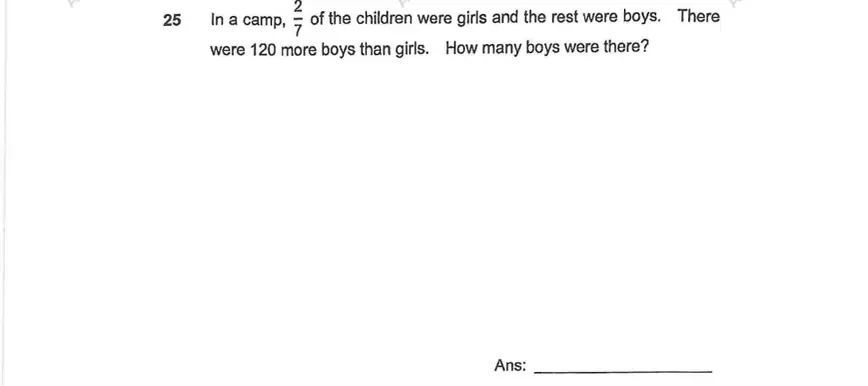 25 In a camp, 2/7 of the children were girls and the rest were boys. There
were 120 more boys than girls. How many boys were there?
Ans: